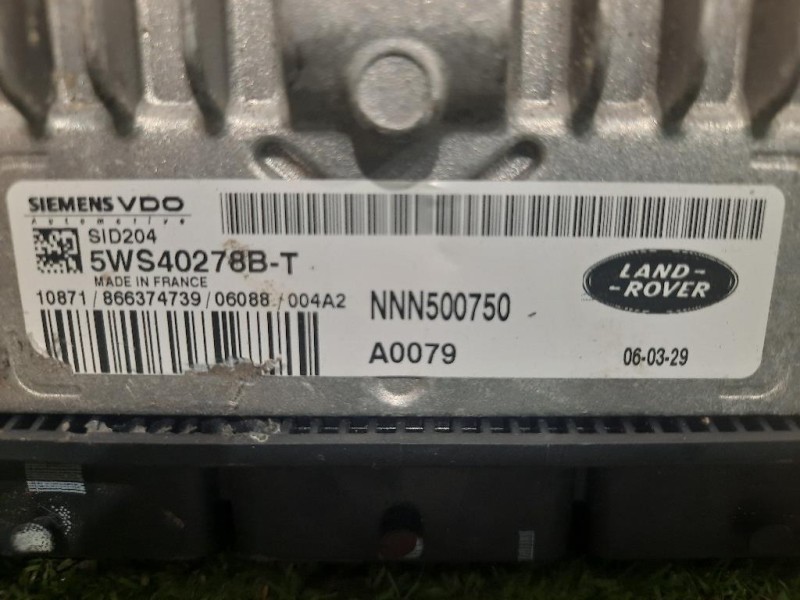 SIEMENS VDO
Automotive
SID204
5WS40278B-T
MADE IN FRANCE
10871 / 866374739 / 06088 / 004A2
NNN500750
A0079
LAND-
-ROVER
06-03-29